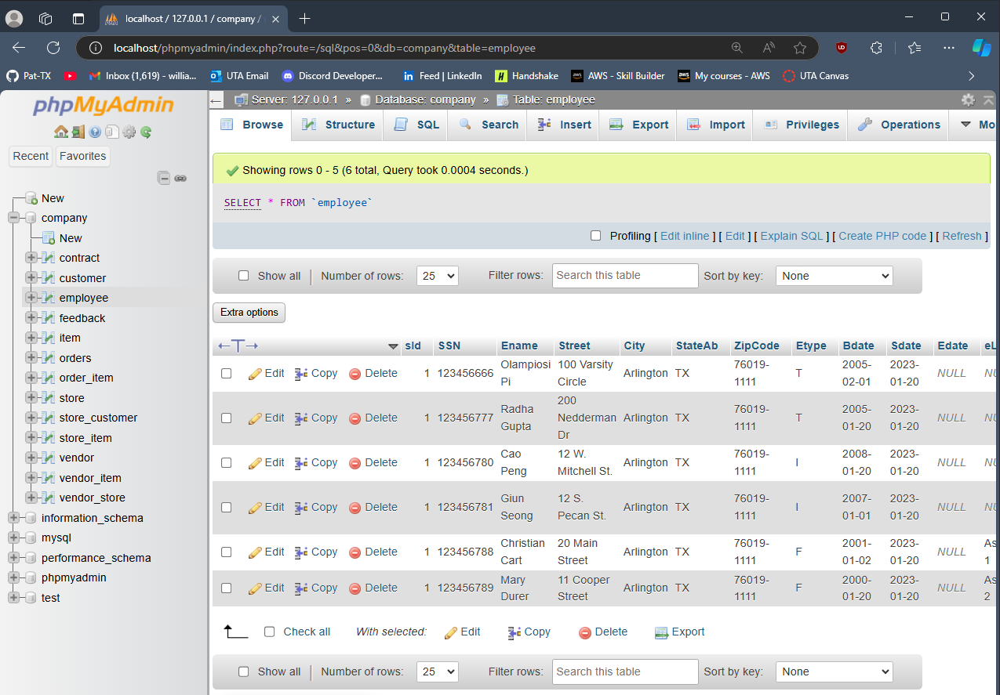 localhost / 127.0.0.1 / company /
localhost/phpmyadmin/index.php?route=/sql&pos=0&db=company&table=employee
Pat-TX Inbox (1,619) - willia... UTA Email Discord Developer... Feed | LinkedIn Handshake AWS - Skill Builder My courses - AWS UTA Canvas
phpMyAdmin
Recent Favorites
New
company
New
contract
customer
employee
feedback
item
orders
order_item
store
store_customer
store_item
vendor
vendor_item
vendor_store
information_schema
mysql
performance_schema
phpmyadmin
test
Server: 127.0.0.1 » Database: company » Table: employee
Browse Structure SQL Search Insert Export Import Privileges Operations Mo
Showing rows 0 - 5 (6 total, Query took 0.0004 seconds.)
SELECT * FROM `employee`
Profiling [ Edit inline ] [ Edit ] [ Explain SQL ] [ Create PHP code ] [ Refresh ]
Show all | Number of rows: 25 Filter rows: Search this table Sort by key: None
Extra options
←T→ sId SSN Ename Street City StateAb ZipCode Etype Bdate Sdate Edate eL
Edit Copy Delete 1 123456666 Olampiosi Pi 100 Varsity Circle Arlington TX 76019-1111 T 2005-02-01 2023-01-20 NULL NU
Edit Copy Delete 1 123456777 Radha Gupta 200 Nedderman Dr Arlington TX 76019-1111 T 2005-01-20 2023-01-20 NULL NU
Edit Copy Delete 1 123456780 Cao Peng 12 W. Mitchell St. Arlington TX 76019-1111 I 2008-01-20 2023-01-20 NULL NU
Edit Copy Delete 1 123456781 Giun Seong 12 S. Pecan St. Arlington TX 76019-1111 I 2007-01-01 2023-01-20 NULL NU
Edit Copy Delete 1 123456788 Christian Cart 20 Main Street Arlington TX 76019-1111 F 2001-01-02 2023-01-20 NULL As 1
Edit Copy Delete 1 123456789 Mary Durer 11 Cooper Street Arlington TX 76019-1111 F 2000-01-20 2023-01-20 NULL As 2
Check all With selected: Edit Copy Delete Export
Show all | Number of rows: 25 Filter rows: Search this table Sort by key: None